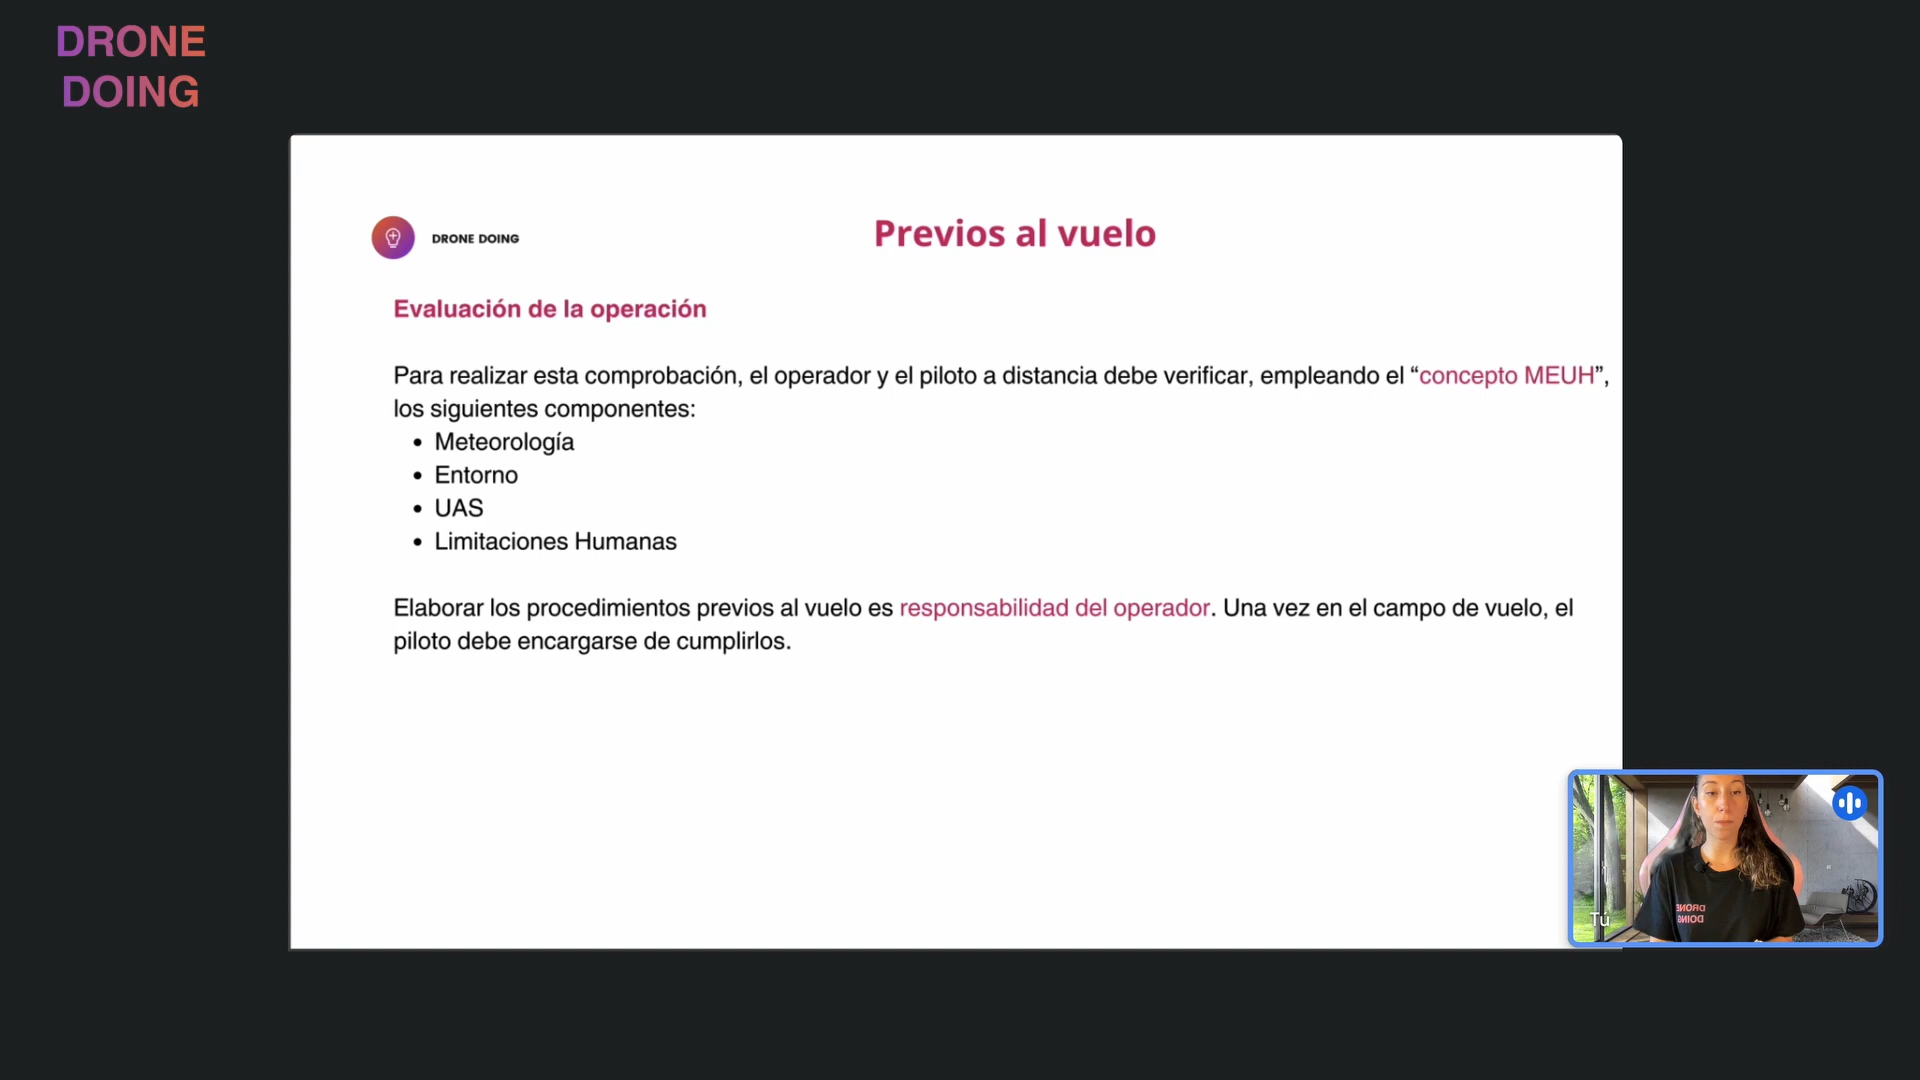 DRONE
DOING
DRONE DOING
Previos al vuelo
Evaluación de la operación
Para realizar esta comprobación, el operador y el piloto a distancia debe verificar, empleando el “concepto MEUH”,
los siguientes componentes:
• Meteorología
• Entorno
• UAS
• Limitaciones Humanas
Elaborar los procedimientos previos al vuelo es responsabilidad del operador. Una vez en el campo de vuelo, el
piloto debe encargarse de cumplirlos.
DRONE
DOING
Tú